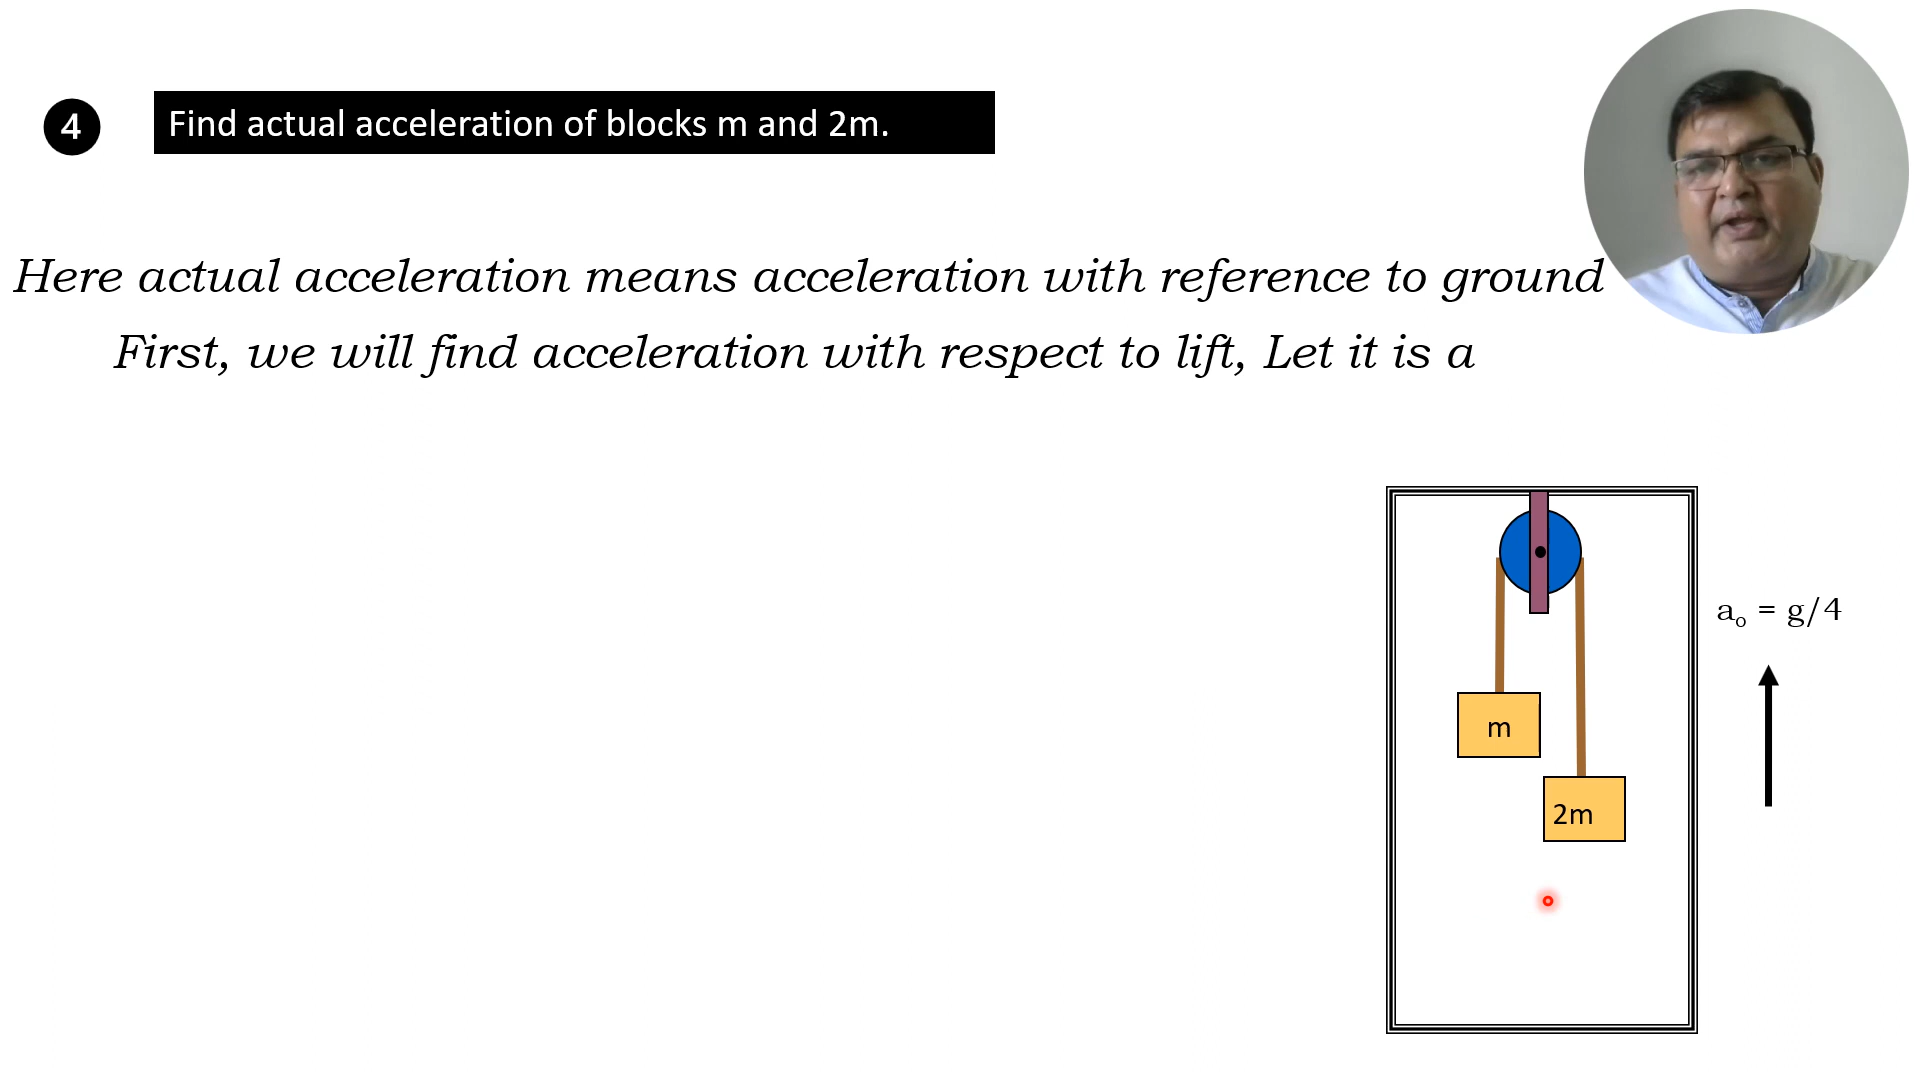 4
Find actual acceleration of blocks m and 2m.
Here actual acceleration means acceleration with reference to ground
First, we will find acceleration with respect to lift, Let it is a
aₒ = g/4
m
2m